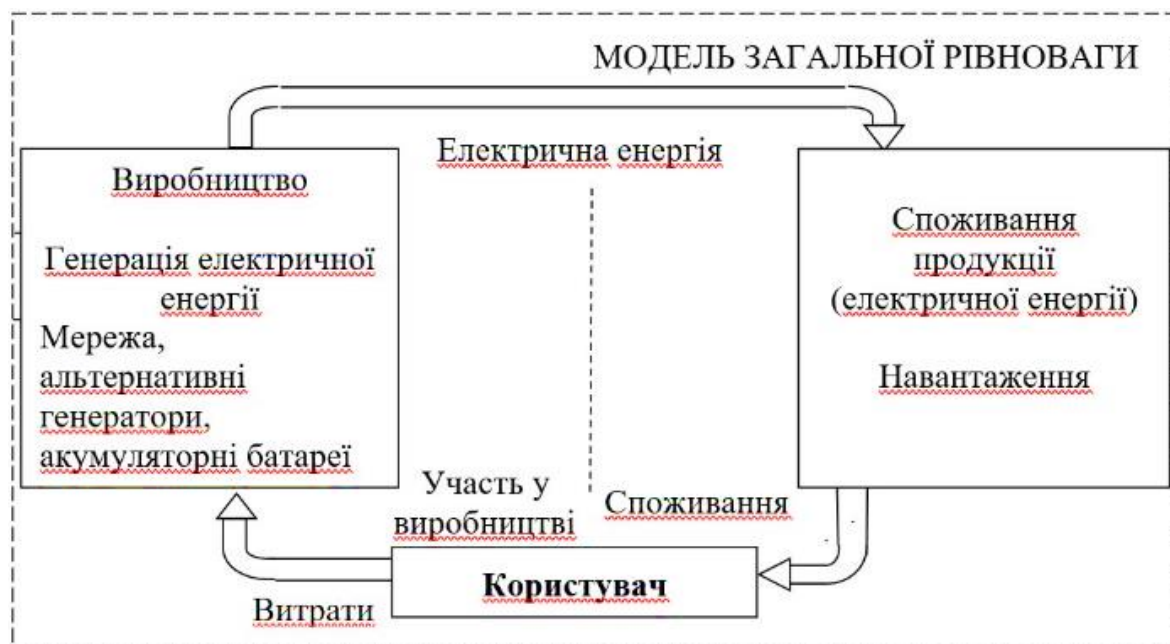 МОДЕЛЬ ЗАГАЛЬНОЇ РІВНОВАГИ
Виробництво
Генерація електричної
енергії
Мережа,
альтернативні
генератори,
акумуляторні батареї
Електрична енергія
Споживання
продукції
(електричної енергії)
Навантаження
Участь у
виробництві
Споживання
Користувач
Витрати